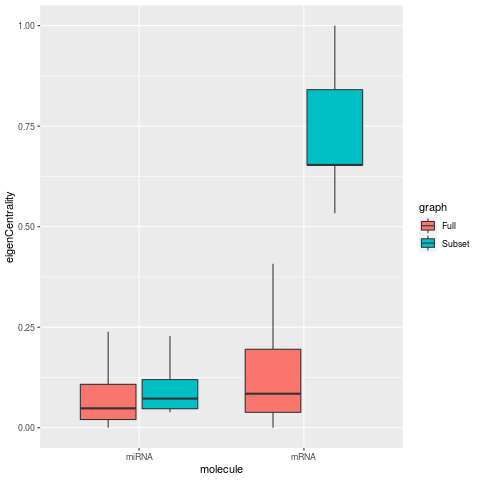 1.00
0.75
0.50
0.25
0.00
eigenCentrality
miRNA
mRNA
molecule
graph
Full
Subset